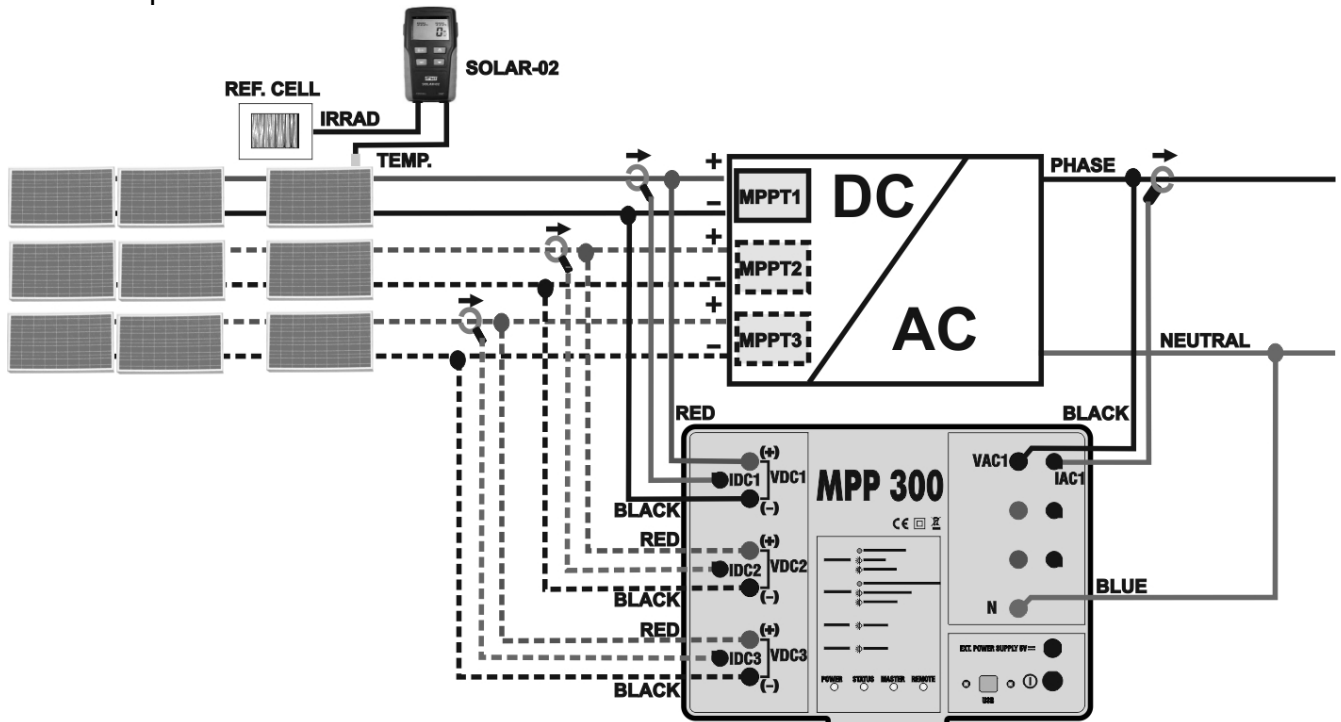 SOLAR-02
REF. CELL
IRRAD
TEMP.
+
PHASE
MPPT1
DC
−
+
MPPT2
−
+
AC
MPPT3
NEUTRAL
−
RED
BLACK
(+)
VAC1
IAC1
IDC1
VDC1
MPP 300
BLACK
(−)
CE
RED
(+)
IDC2
VDC2
BLACK
(−)
BLUE
N
RED
(+)
IDC3
VDC3
EXT. POWER SUPPLY 5V
BLACK
(−)
POWER STATUS MASTER REMOTE
USB